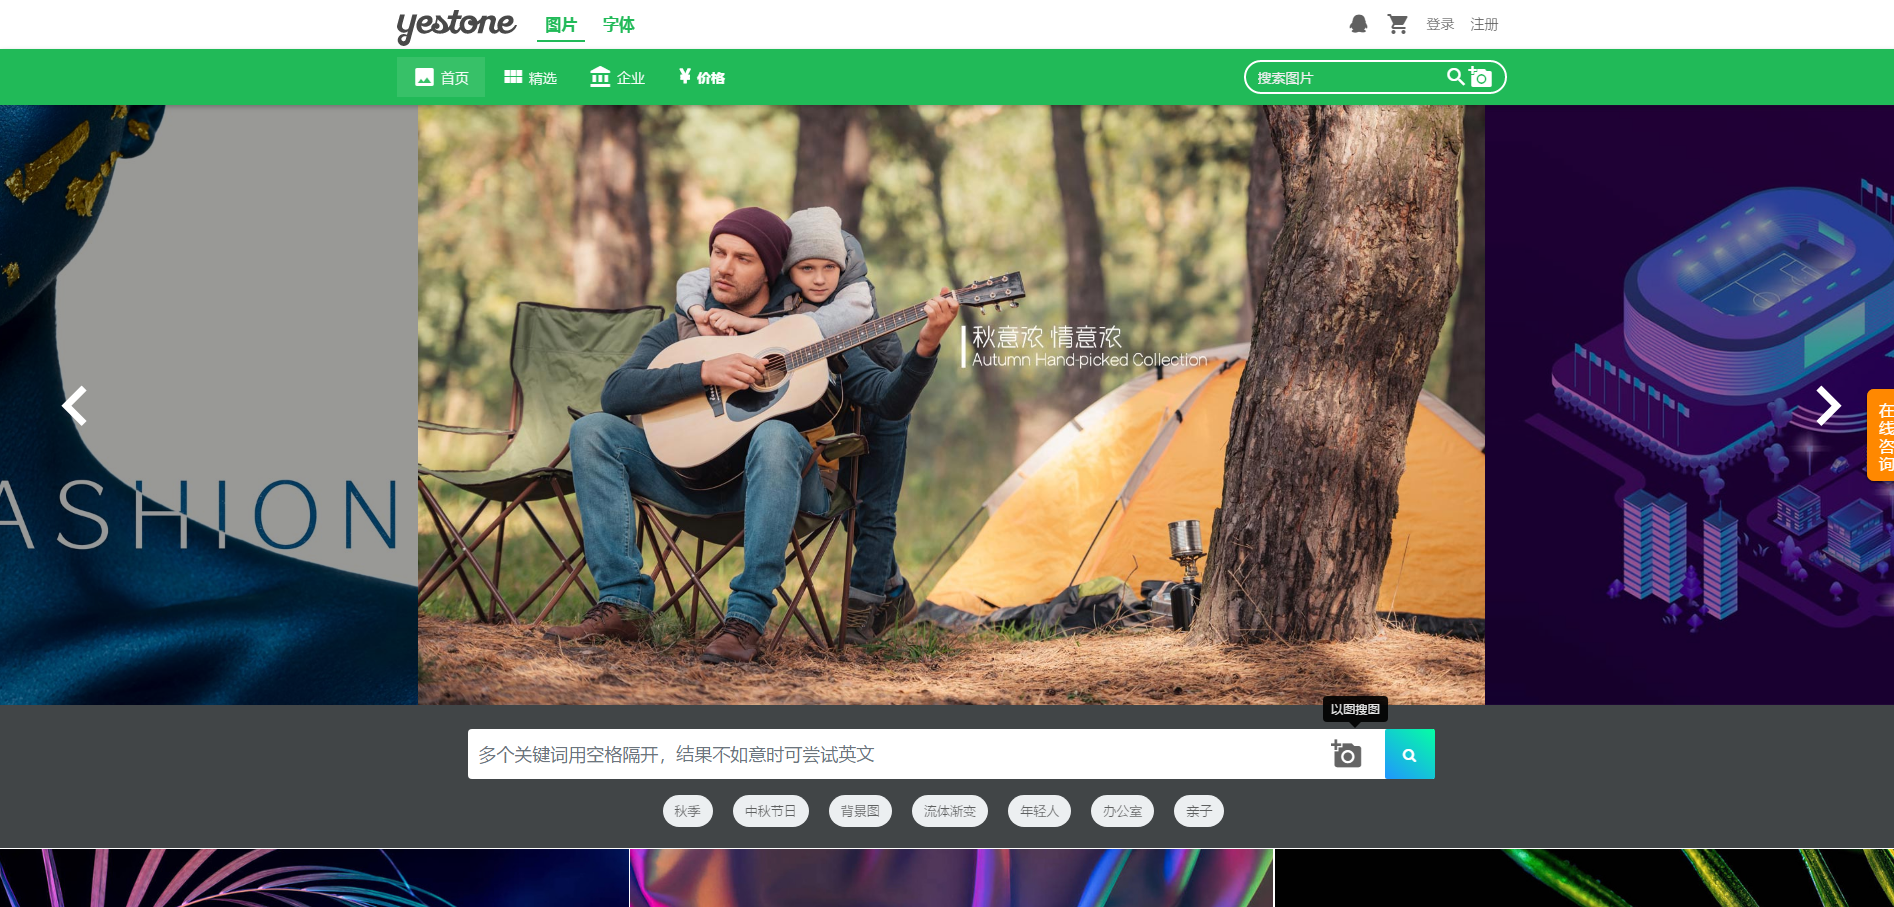 yestone 图片 字体 登录 注册
首页 精选 企业 ¥ 价格 搜索图片
秋意浓 情意浓
Autumn Hand-picked Collection
ASHION
在
线
咨
询
以图搜图
多个关键词用空格隔开，结果不如意时可尝试英文
秋季 中秋节日 背景图 流体渐变 年轻人 办公室 亲子